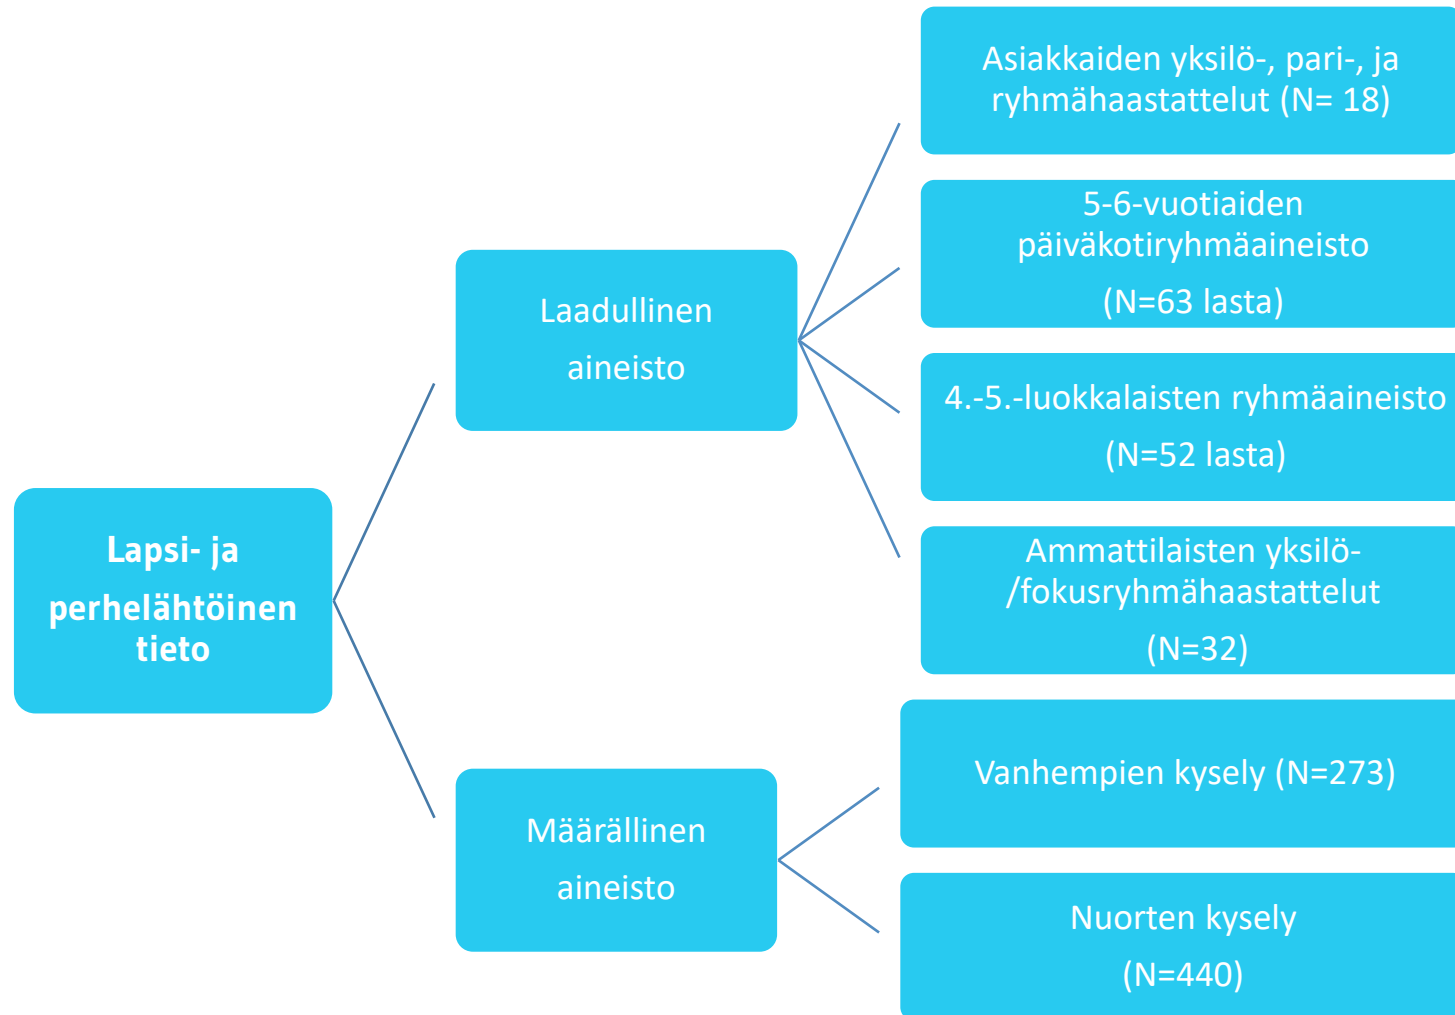 Lapsi- ja
perhelähtöinen
tieto
Laadullinen
aineisto
Asiakkaiden yksilö-, pari-, ja
ryhmähaastattelut (N= 18)
5-6-vuotiaiden
päiväkotiryhmäaineisto
(N=63 lasta)
4.-5.-luokkalaisten ryhmäaineisto
(N=52 lasta)
Ammattilaisten yksilö-
/fokusryhmähaastattelut
(N=32)
Määrällinen
aineisto
Vanhempien kysely (N=273)
Nuorten kysely
(N=440)